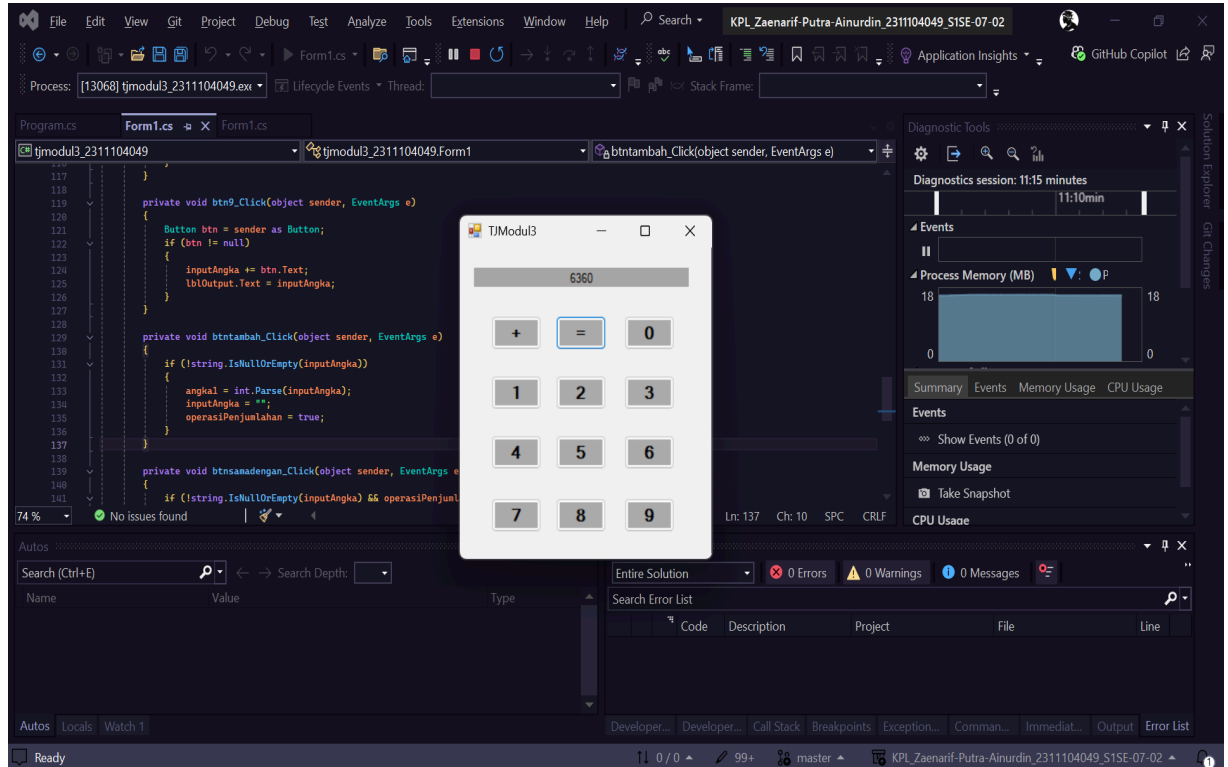 File Edit View Git Project Debug Test Analyze Tools Extensions Window Help Search KPL_Zaenarif-Putra-Ainurdin_2311104049_S1SE-07-02
Form1.cs Application Insights GitHub Copilot
Process: [13068] tjmodul3_2311104049.exe Lifecycle Events Thread: Stack Frame:
Program.cs Form1.cs Form1.cs
tjmodul3_2311104049 tjmodul3_2311104049.Form1 btntambah_Click(object sender, EventArgs e)
117 }
118
119 private void btn9_Click(object sender, EventArgs e)
120 {
121 Button btn = sender as Button;
122 if (btn != null)
123 {
124 inputAngka += btn.Text;
125 lblOutput.Text = inputAngka;
126 }
127 }
128
129 private void btntambah_Click(object sender, EventArgs e)
130 {
131 if (!string.IsNullOrEmpty(inputAngka))
132 {
133 angka1 = int.Parse(inputAngka);
134 inputAngka = "";
135 operasiPenjumlahan = true;
136 }
137 }
138
139 private void btnsamadengan_Click(object sender, EventArgs e
140 {
141 if (!string.IsNullOrEmpty(inputAngka) && operasiPenjuml
74 % No issues found Ln: 137 Ch: 10 SPC CRLF
TJModul3
6360
+ = 0
1 2 3
4 5 6
7 8 9
Diagnostic Tools
Diagnostics session: 11:15 minutes
11:10min
Events
Process Memory (MB) P
18 18
0 0
Summary Events Memory Usage CPU Usage
Events
Show Events (0 of 0)
Memory Usage
Take Snapshot
CPU Usage
Solution Explorer
Git Changes
Autos
Search (Ctrl+E) Search Depth:
Name Value Type
Autos Locals Watch 1
Entire Solution 0 Errors 0 Warnings 0 Messages
Search Error List
Code Description Project File Line
Developer... Developer... Call Stack Breakpoints Exception... Comman... Immediat... Output Error List
Ready 0 / 0 99+ master KPL_Zaenarif-Putra-Ainurdin_2311104049_S1SE-07-02 1